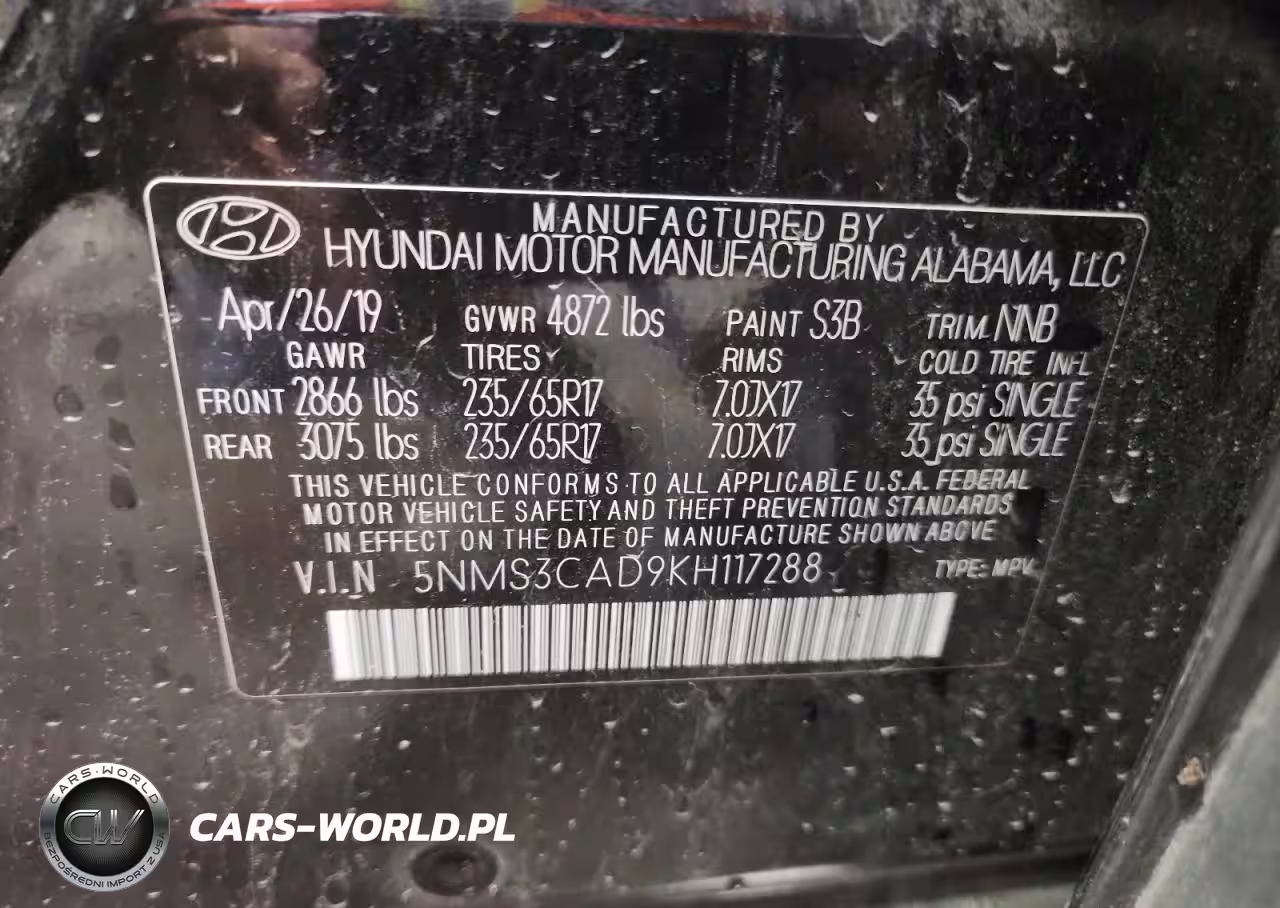 MANUFACTURED BY
HYUNDAI MOTOR MANUFACTURING ALABAMA, LLC
Apr/26/19 GVWR 4872 lbs PAINT S3B TRIM NNB
GAWR TIRES RIMS COLD TIRE INFL
FRONT 2866 lbs 235/65R17 7.0JX17 35 psi SINGLE
REAR 3075 lbs 235/65R17 7.0JX17 35 psi SINGLE
THIS VEHICLE CONFORMS TO ALL APPLICABLE U.S.A. FEDERAL
MOTOR VEHICLE SAFETY AND THEFT PREVENTION STANDARDS
IN EFFECT ON THE DATE OF MANUFACTURE SHOWN ABOVE
V.I.N 5NMS3CAD9KH117288 TYPE: MPV
CARS-WORLD
CW
BEZPOŚREDNI IMPORT Z USA
CARS-WORLD.PL